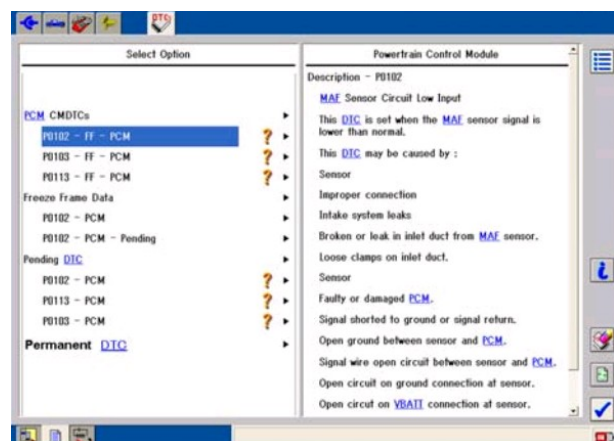 DTC
Select Option
PCM CMDTCs
P0102 - FF - PCM
P0103 - FF - PCM
P0113 - FF - PCM
Freeze Frame Data
P0102 - PCM
P0102 - PCM - Pending
Pending DTC
P0102 - PCM
P0113 - PCM
P0103 - PCM
Permanent DTC
Powertrain Control Module
Description - P0102
MAF Sensor Circuit Low Input
This DTC is set when the MAF sensor signal is
lower than normal.
This DTC may be caused by :
Sensor
Improper connection
Intake system leaks
Broken or leak in inlet duct from MAF sensor.
Loose clamps on inlet duct.
Sensor
Faulty or damaged PCM.
Signal shorted to ground or signal return.
Open ground between sensor and PCM.
Signal wire open circuit between sensor and PCM.
Open circuit on ground connection at sensor.
Open circut on VBATT connection at sensor.